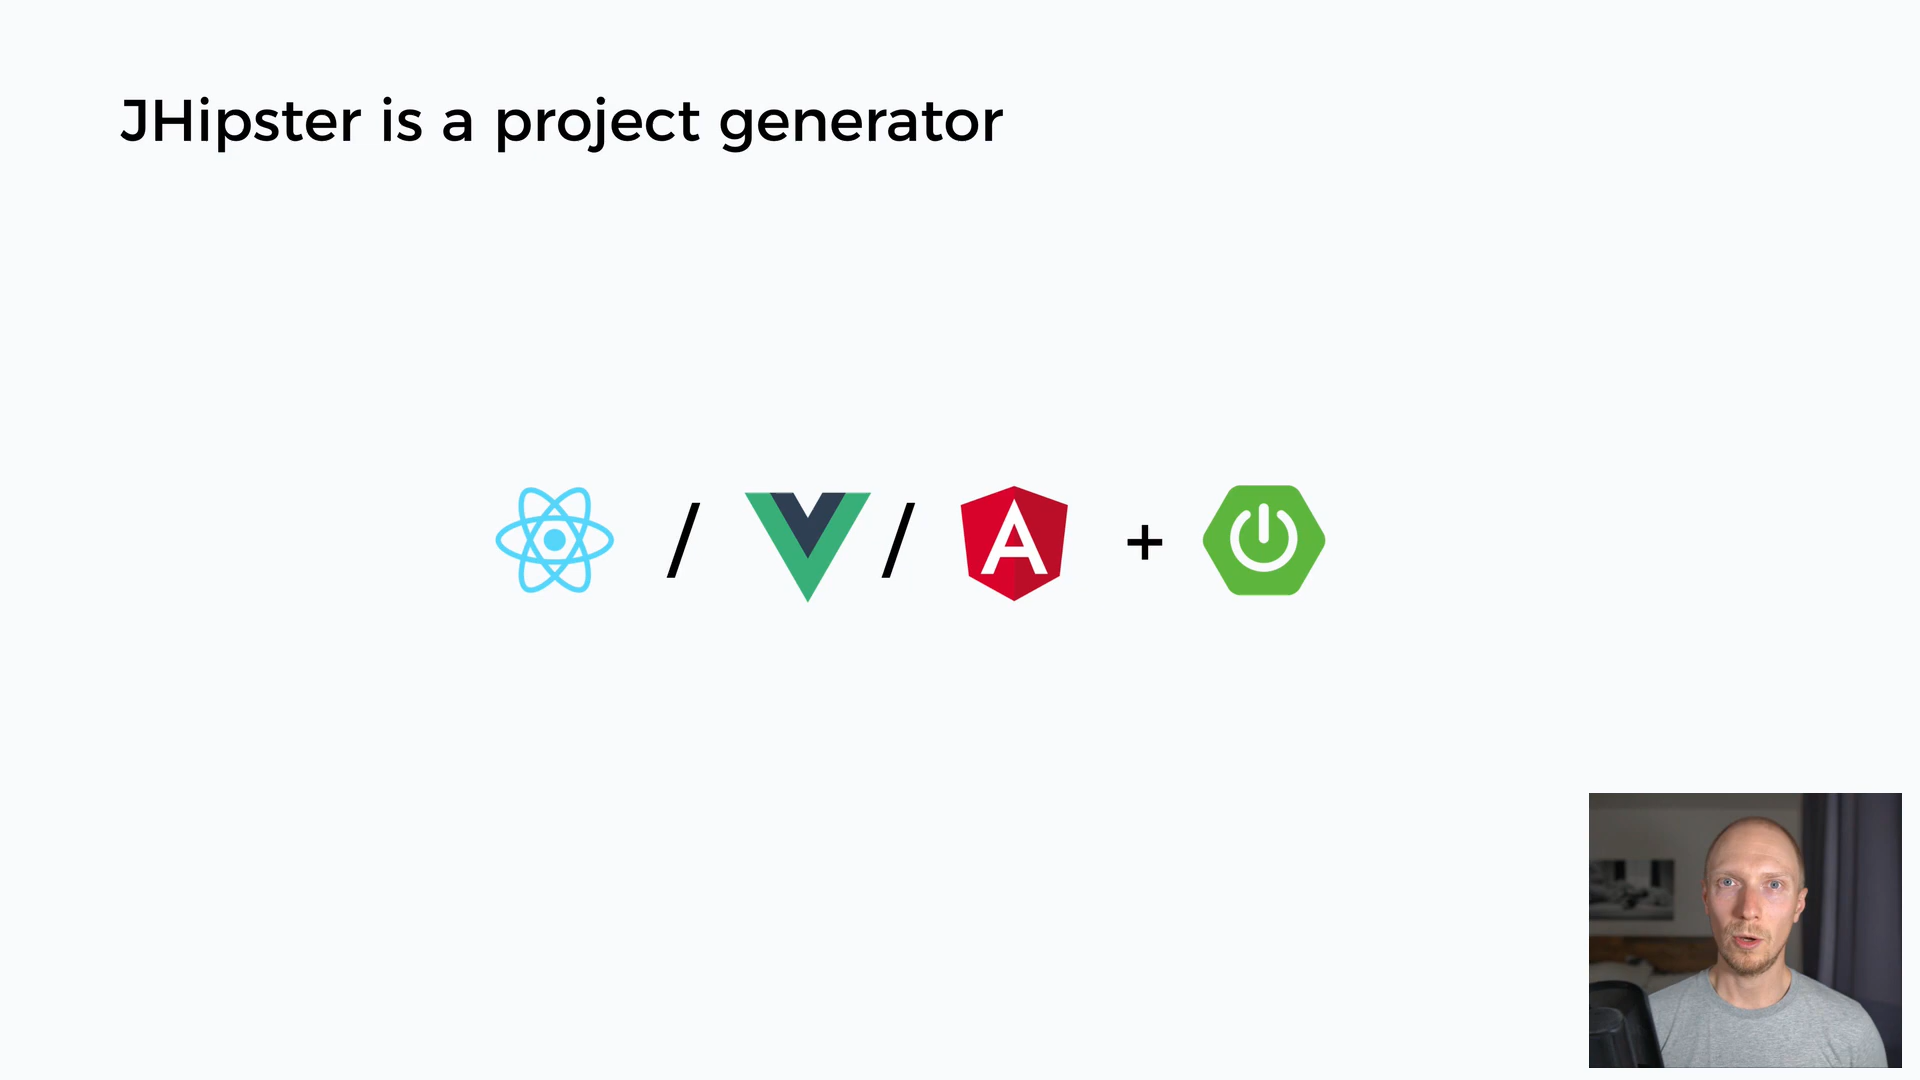 JHipster is a project generator
/ / A +